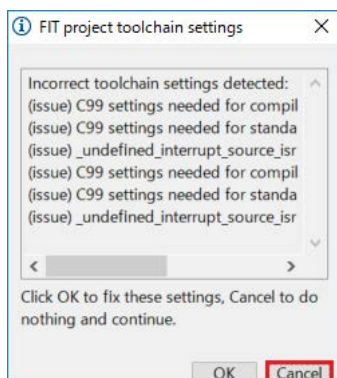 FIT project toolchain settings
Incorrect toolchain settings detected:
(issue) C99 settings needed for compil
(issue) C99 settings needed for standa
(issue) _undefined_interrupt_source_isr
(issue) C99 settings needed for compil
(issue) C99 settings needed for standa
(issue) _undefined_interrupt_source_isr
Click OK to fix these settings, Cancel to do
nothing and continue.
OK Cancel